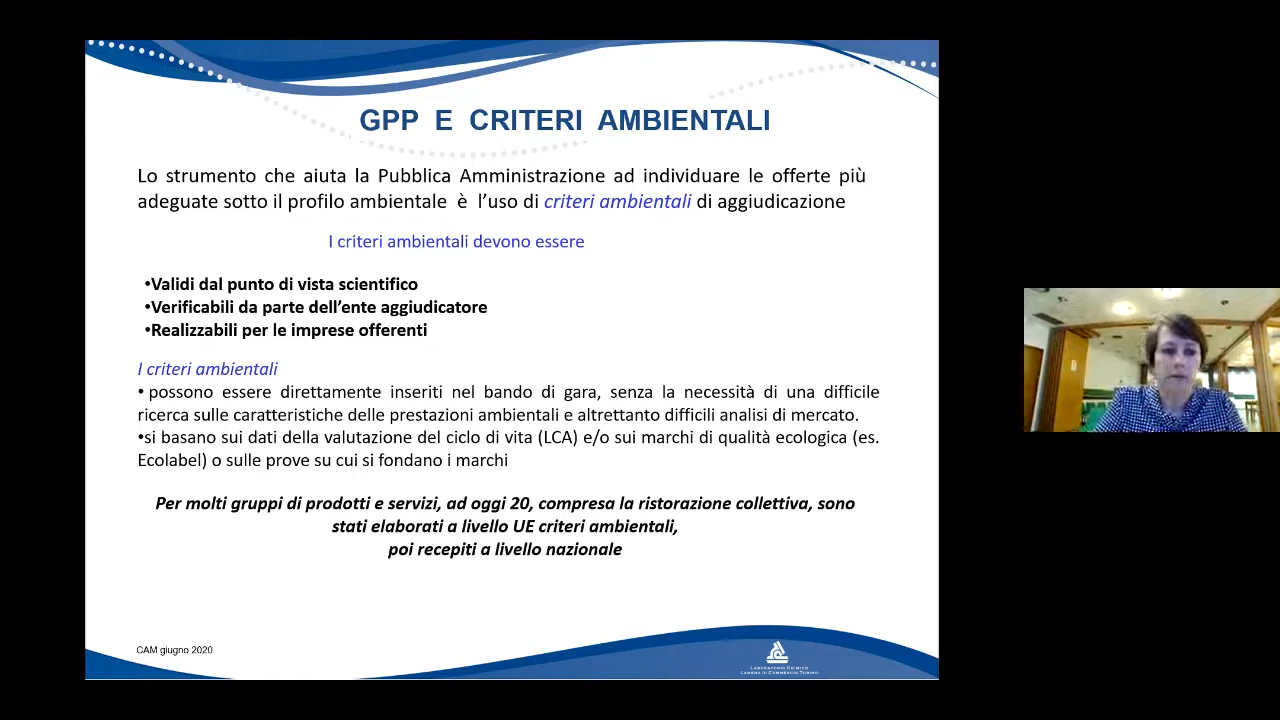 GPP E CRITERI AMBIENTALI
Lo strumento che aiuta la Pubblica Amministrazione ad individuare le offerte più
adeguate sotto il profilo ambientale è l’uso di criteri ambientali di aggiudicazione
I criteri ambientali devono essere
•Validi dal punto di vista scientifico
•Verificabili da parte dell’ente aggiudicatore
•Realizzabili per le imprese offerenti
I criteri ambientali
• possono essere direttamente inseriti nel bando di gara, senza la necessità di una difficile
ricerca sulle caratteristiche delle prestazioni ambientali e altrettanto difficili analisi di mercato.
•si basano sui dati della valutazione del ciclo di vita (LCA) e/o sui marchi di qualità ecologica (es.
Ecolabel) o sulle prove su cui si fondano i marchi
Per molti gruppi di prodotti e servizi, ad oggi 20, compresa la ristorazione collettiva, sono
stati elaborati a livello UE criteri ambientali,
poi recepiti a livello nazionale
CAM giugno 2020
LABORATORIO CHIMICO
CAMERA DI COMMERCIO TORINO